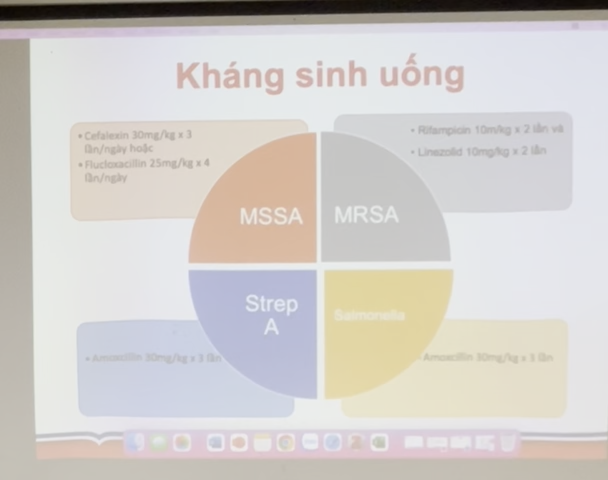 Kháng sinh uống
• Cefalexin 30mg/kg x 3
lần/ngày hoặc
• Flucloxacillin 25mg/kg x 4
lần/ngày
• Rifampicin 10m/kg x 2 lần và
• Linezolid 10mg/kg x 2 lần
MSSA
MRSA
Strep
A
Salmonella
• Amoxcillin 30mg/kg x 3 lần
Amoxcillin 30mg/kg x 3 lần